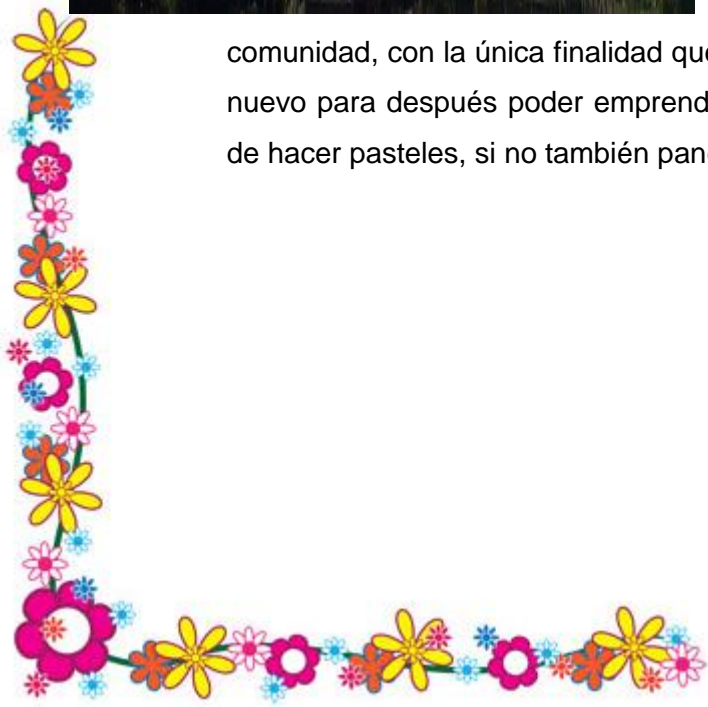 comunidad, con la única finalidad que
nuevo para después poder emprend
de hacer pasteles, si no también pan